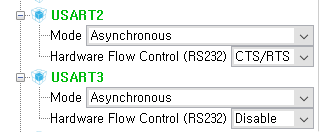 USART2
Mode Asynchronous
Hardware Flow Control (RS232) CTS/RTS
USART3
Mode Asynchronous
Hardware Flow Control (RS232) Disable